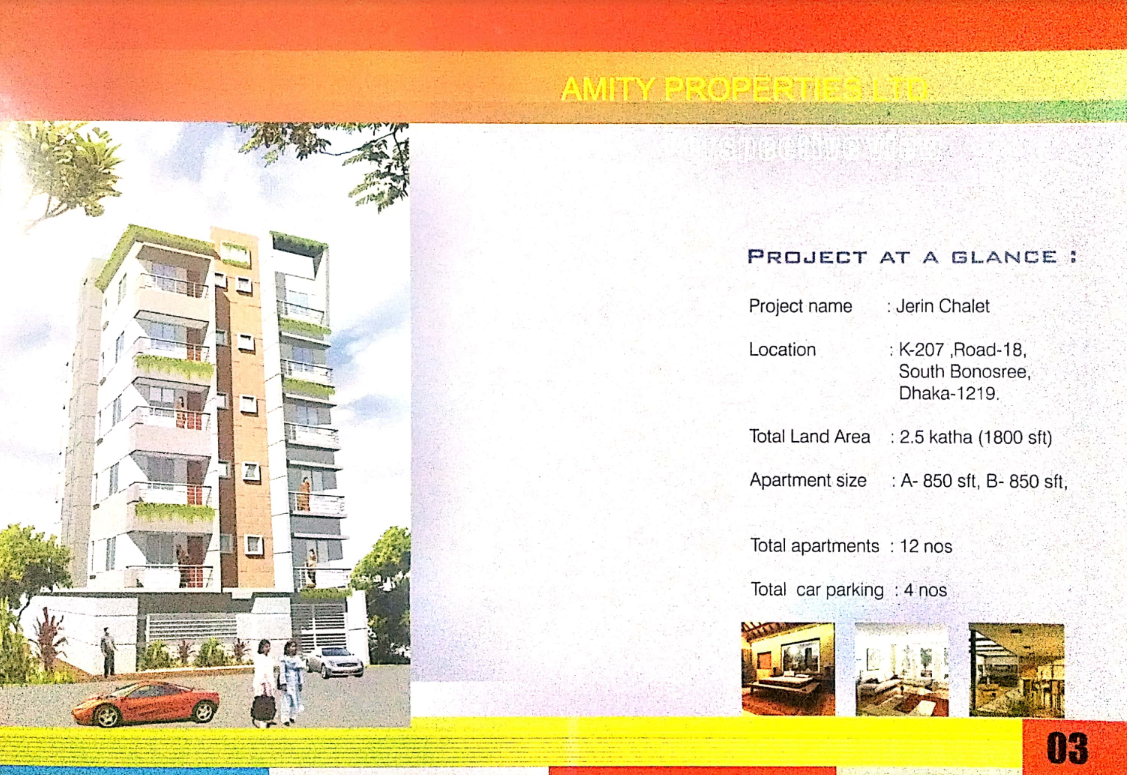 AMITY PROPERTIES LTD
PROJECT AT A GLANCE :
Project name : Jerin Chalet
Location : K-207 ,Road-18,
South Bonosree,
Dhaka-1219.
Total Land Area : 2.5 katha (1800 sft)
Apartment size : A- 850 sft, B- 850 sft,
Total apartments : 12 nos
Total car parking : 4 nos
03